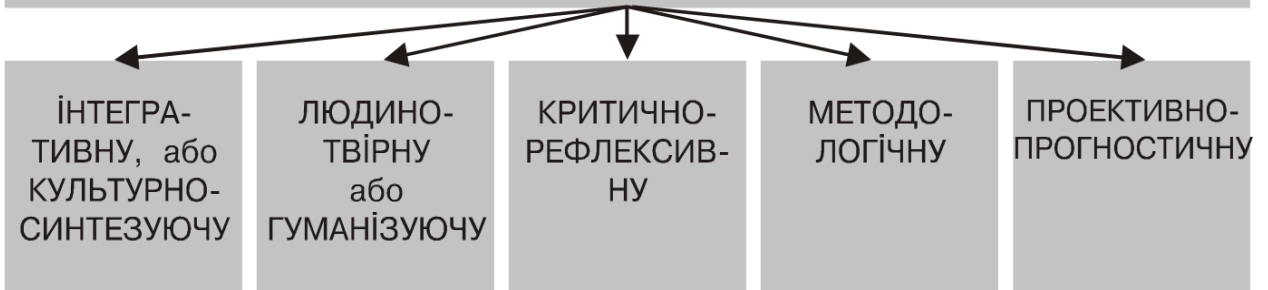 ІНТЕГРА-
ТИВНУ, або
КУЛЬТУРНО-
СИНТЕЗУЮЧУ
ЛЮДИНО-
ТВІРНУ
або
ГУМАНІЗУЮЧУ
КРИТИЧНО-
РЕФЛЕКСИВ-
НУ
МЕТОДО-
ЛОГІЧНУ
ПРОЕКТИВНО-
ПРОГНОСТИЧНУ